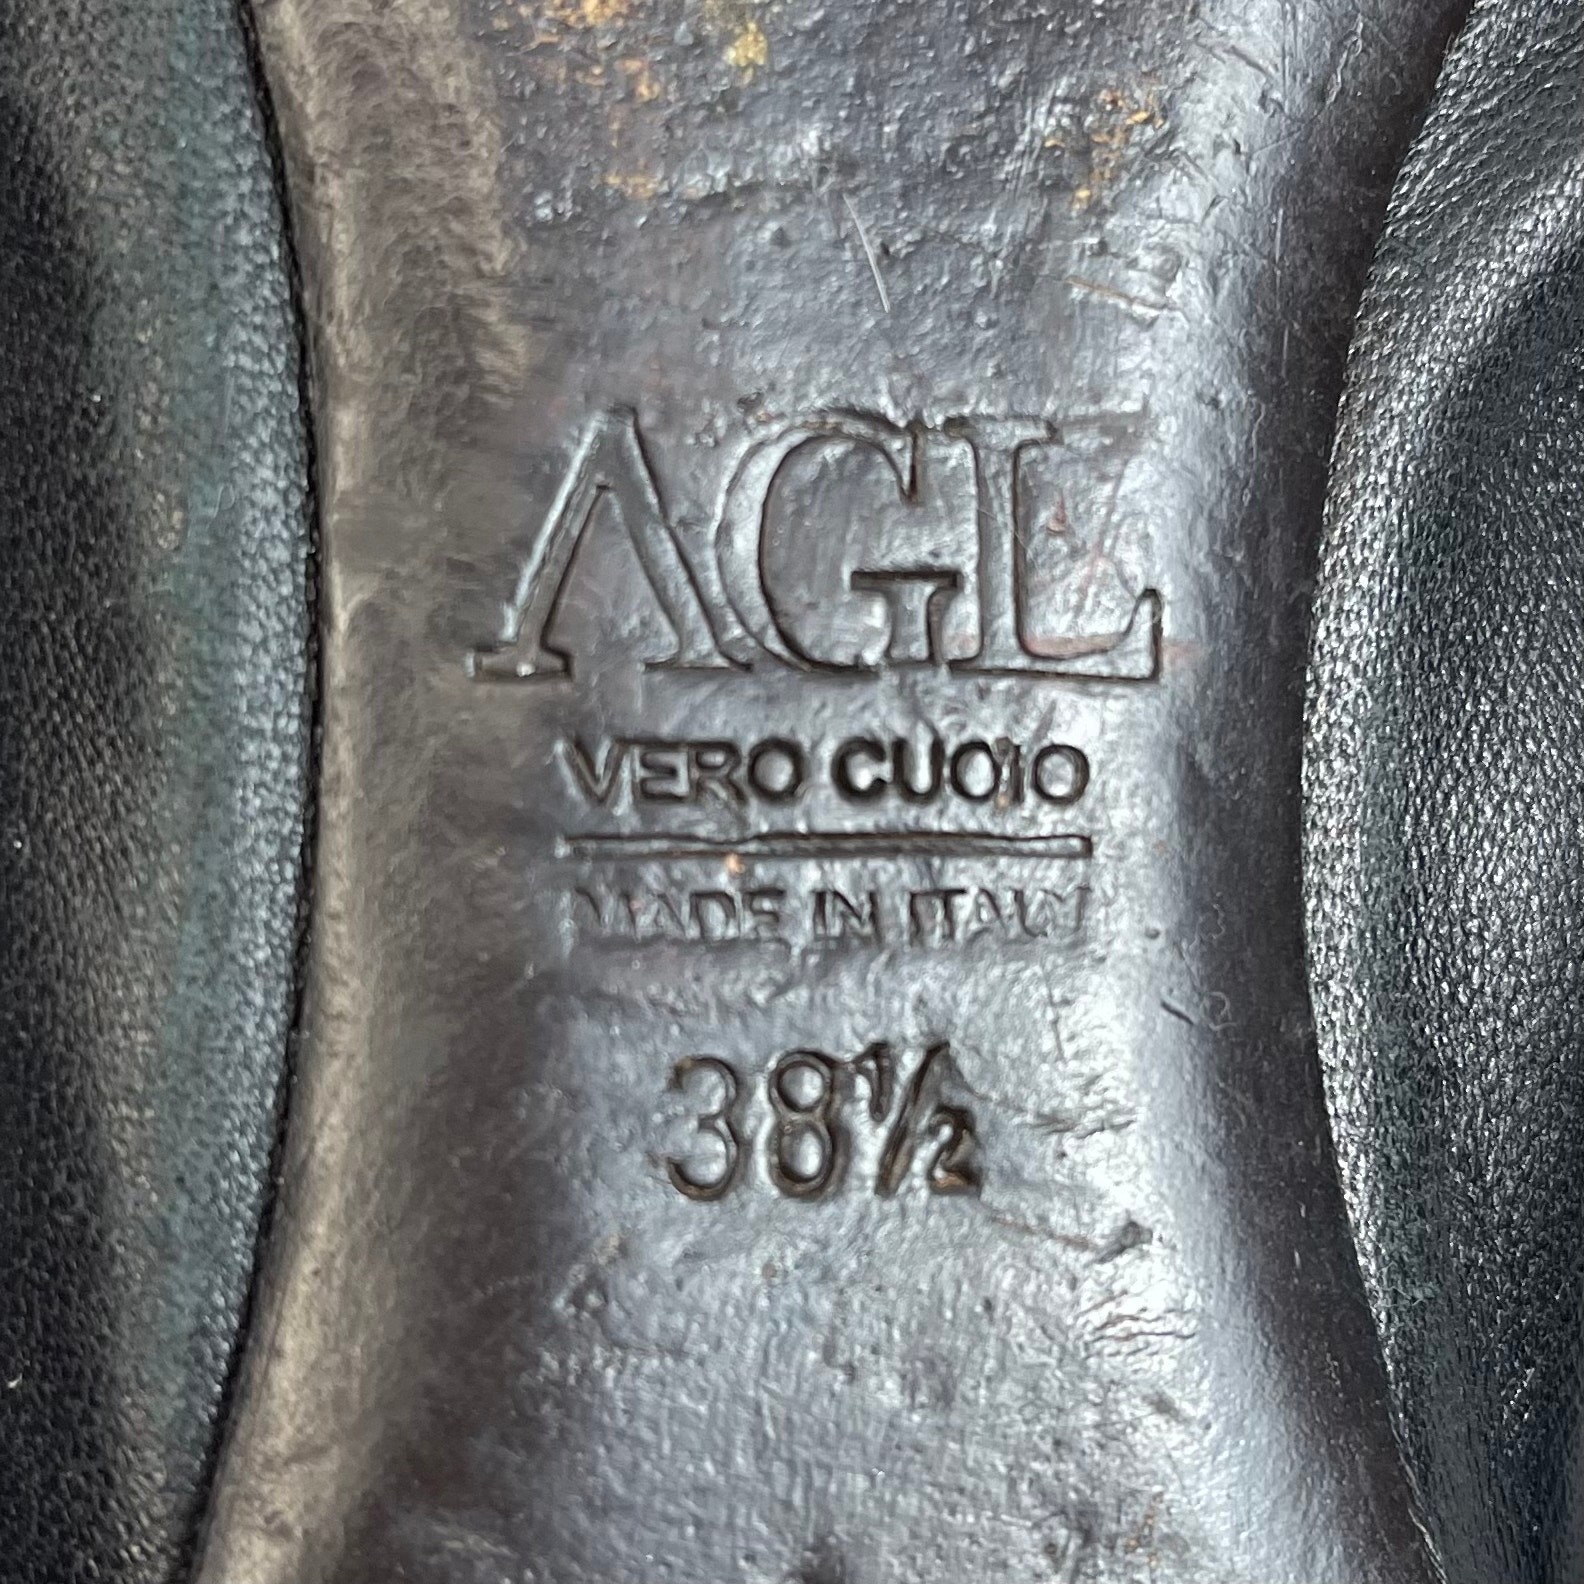 AGL
VERO CUOIO
MADE IN ITALY
38½